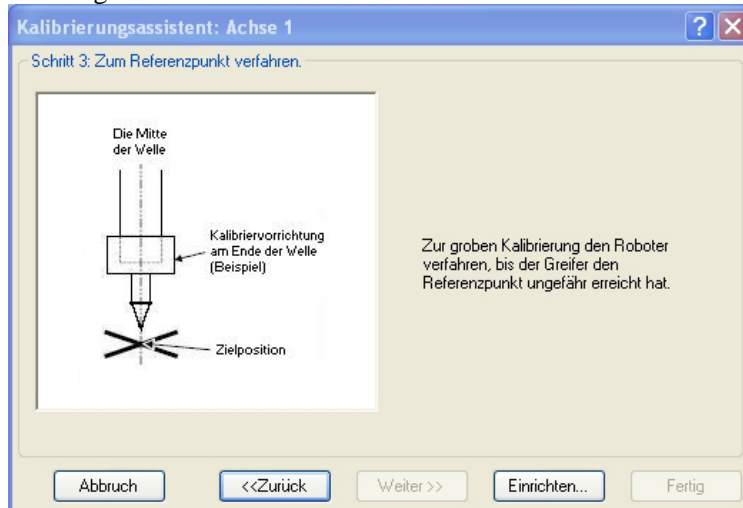 Kalibrierungsassistent: Achse 1
Schritt 3: Zum Referenzpunkt verfahren.
Die Mitte
der Welle
Kalibriervorrichtung
am Ende der Welle
(Beispiel)
Zielposition
Zur groben Kalibrierung den Roboter
verfahren, bis der Greifer den
Referenzpunkt ungefähr erreicht hat.
Abbruch
<<Zurück
Weiter >>
Einrichten...
Fertig